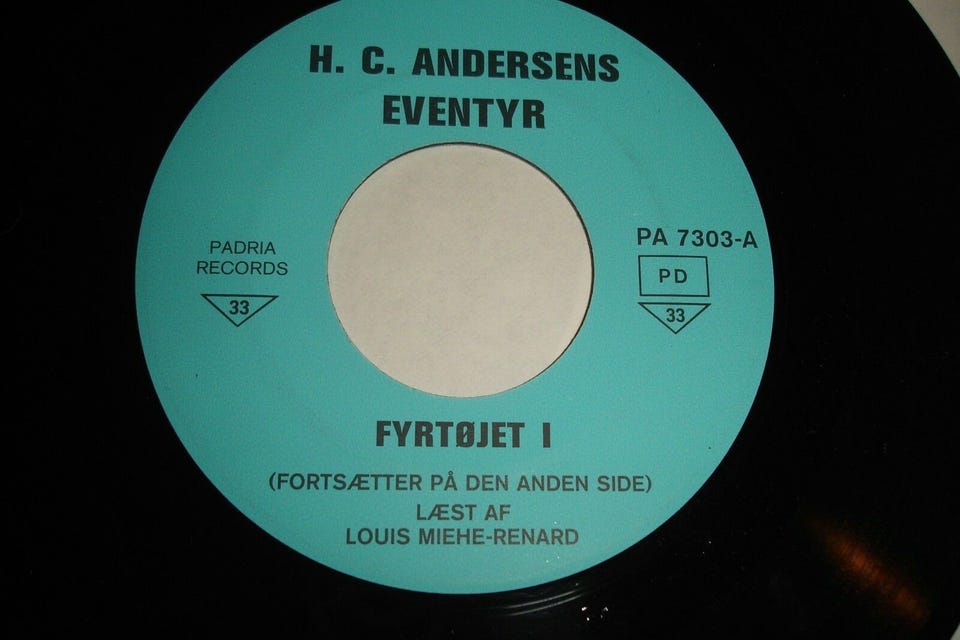 H. C. ANDERSENS
EVENTYR
PADRIA
RECORDS
33
PA 7303-A
PD
33
FYRTØJET I
(FORTSÆTTER PÅ DEN ANDEN SIDE)
LÆST AF
LOUIS MIEHE-RENARD